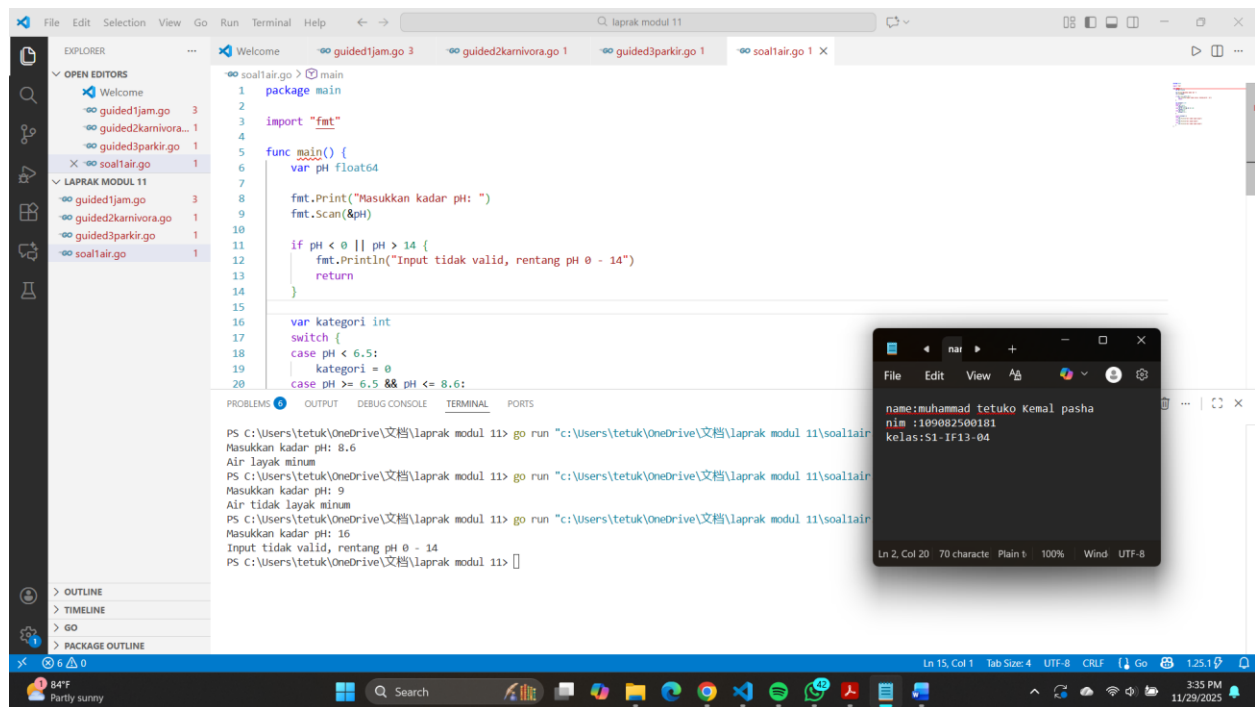 File Edit Selection View Go Run Terminal Help
laprak modul 11
EXPLORER
OPEN EDITORS
Welcome
guided1jam.go 3
guided2karnivora... 1
guided3parkir.go 1
soal1air.go 1
LAPRAK MODUL 11
guided1jam.go 3
guided2karnivora.go 1
guided3parkir.go 1
soal1air.go 1
OUTLINE
TIMELINE
GO
PACKAGE OUTLINE
Welcome guided1jam.go 3 guided2karnivora.go 1 guided3parkir.go 1 soal1air.go 1
soal1air.go > main
1 package main
2
3 import "fmt"
4
5 func main() {
6 var pH float64
7
8 fmt.Print("Masukkan kadar pH: ")
9 fmt.Scan(&pH)
10
11 if pH < 0 || pH > 14 {
12 fmt.Println("Input tidak valid, rentang pH 0 - 14")
13 return
14 }
15
16 var kategori int
17 switch {
18 case pH < 6.5:
19 kategori = 0
20 case pH >= 6.5 && pH <= 8.6:
PROBLEMS 6 OUTPUT DEBUG CONSOLE TERMINAL PORTS
PS C:\Users\tetuk\OneDrive\文档\laprak modul 11> go run "c:\Users\tetuk\OneDrive\文档\laprak modul 11\soal1air
Masukkan kadar pH: 8.6
Air layak minum
PS C:\Users\tetuk\OneDrive\文档\laprak modul 11> go run "c:\Users\tetuk\OneDrive\文档\laprak modul 11\soal1air
Masukkan kadar pH: 9
Air tidak layak minum
PS C:\Users\tetuk\OneDrive\文档\laprak modul 11> go run "c:\Users\tetuk\OneDrive\文档\laprak modul 11\soal1air
Masukkan kadar pH: 16
Input tidak valid, rentang pH 0 - 14
PS C:\Users\tetuk\OneDrive\文档\laprak modul 11>
nar
File Edit View
name:muhammad tetuko Kemal pasha
nim :109082500181
kelas:S1-IF13-04
Ln 2, Col 20 70 characte Plain t 100% Wind UTF-8
6 0
Ln 15, Col 1 Tab Size: 4 UTF-8 CRLF Go 1.25.1
1
84°F
Partly sunny
Search
42
3:35 PM
11/29/2025